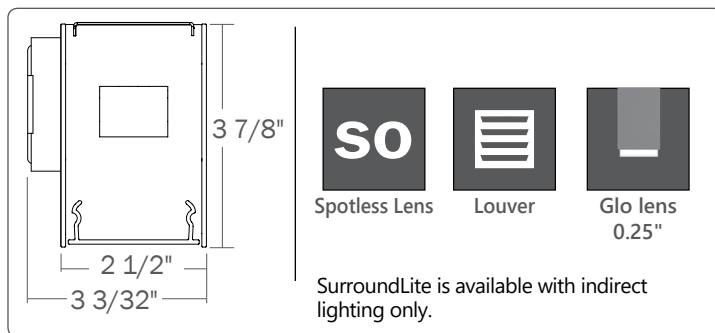 3 7/8"
2 1/2"
3 3/32"
so
Spotless Lens
Louver
Glo lens
0.25"
SurroundLite is available with indirect
lighting only.